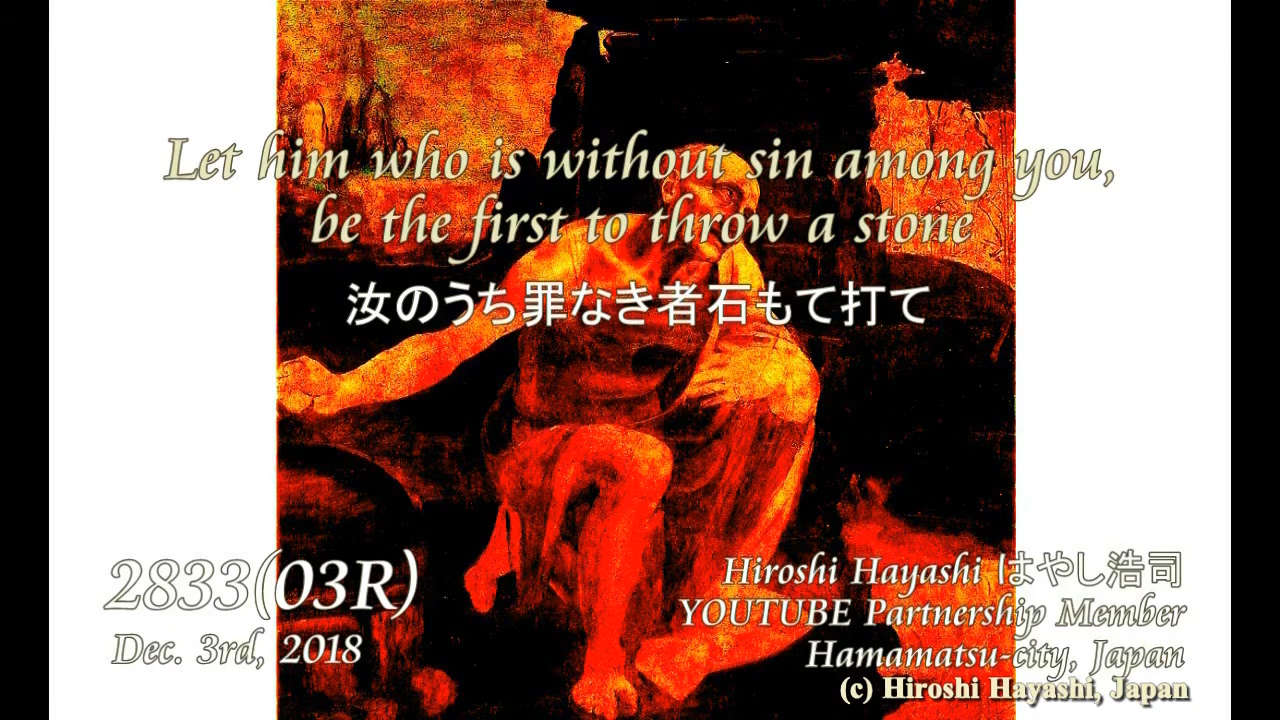 Let him who is without sin among you,
be the first to throw a stone
汝のうち罪なき者石もて打て
2833(03R)
Dec. 3rd, 2018
Hiroshi Hayashi はやし浩司
YOUTUBE Partnership Member
Hamamatsu-city, Japan
(c) Hiroshi Hayashi, Japan